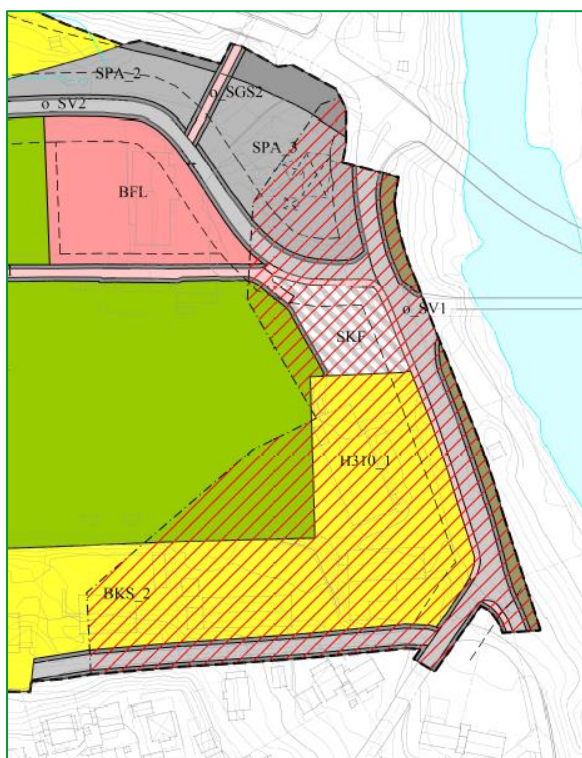 SPA_2
o_SGS2
o_SV2
SPA_3
BFL
o_SV1
SKF
H310_1
BKS_2